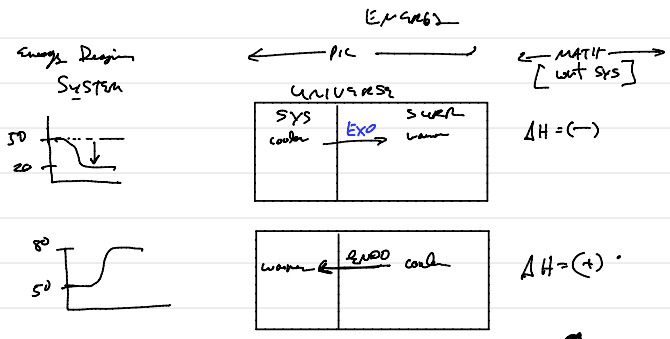 ENERGY
Energy Diagram PIC MATH
SYSTEM [wrt SYS]
UNIVERSE
SYS SURR
50 cooler EXO warmer ΔH=(-)
20
80 warmer ENDO cooler ΔH=(+)
50